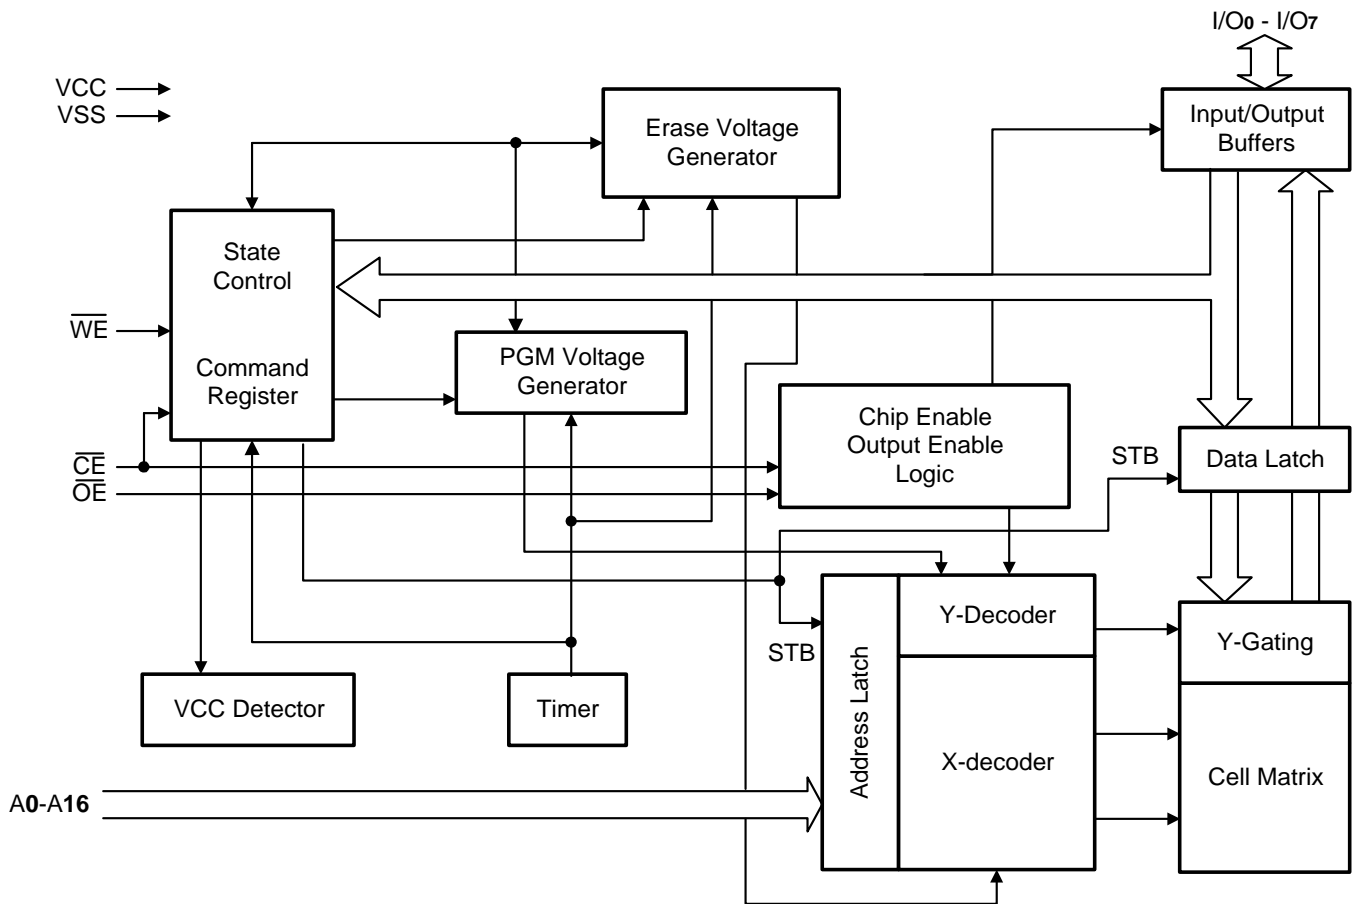 I/O0 - I/O7
VCC
VSS
Erase Voltage
Generator
Input/Output
Buffers
State
Control
WE
Command
Register
PGM Voltage
Generator
Chip Enable
Output Enable
Logic
CE
OE
STB
Data Latch
STB
Address Latch
Y-Decoder
Y-Gating
VCC Detector
Timer
X-decoder
Cell Matrix
A0-A16